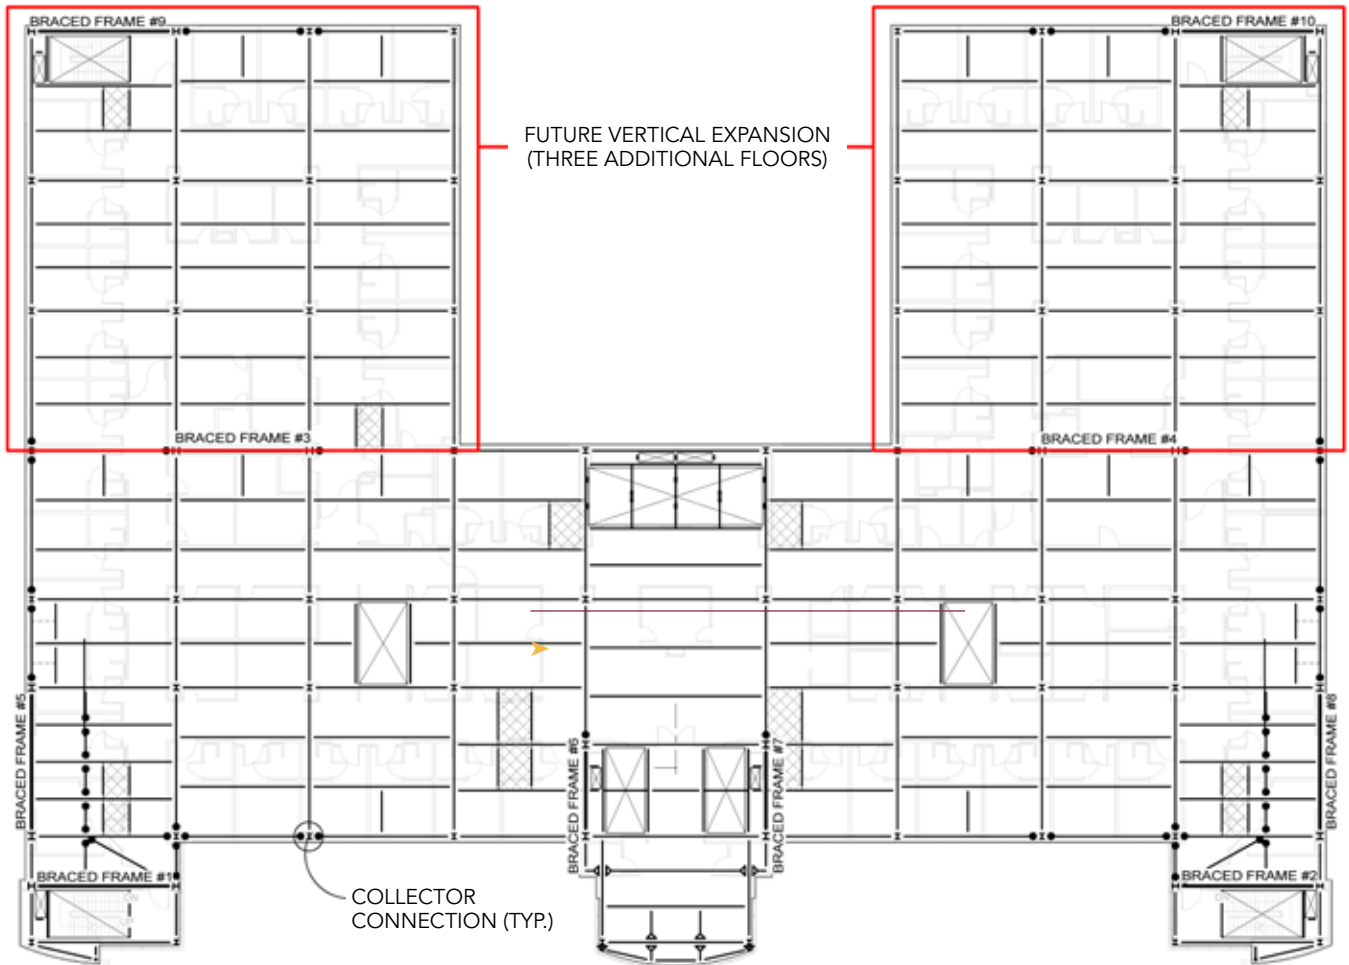 BRACED FRAME #9
BRACED FRAME #10
FUTURE VERTICAL EXPANSION
(THREE ADDITIONAL FLOORS)
BRACED FRAME #3
BRACED FRAME #4
BRACED FRAME #5
BRACED FRAME #6
BRACED FRAME #7
BRACED FRAME #8
BRACED FRAME #1
BRACED FRAME #2
COLLECTOR
CONNECTION (TYP.)